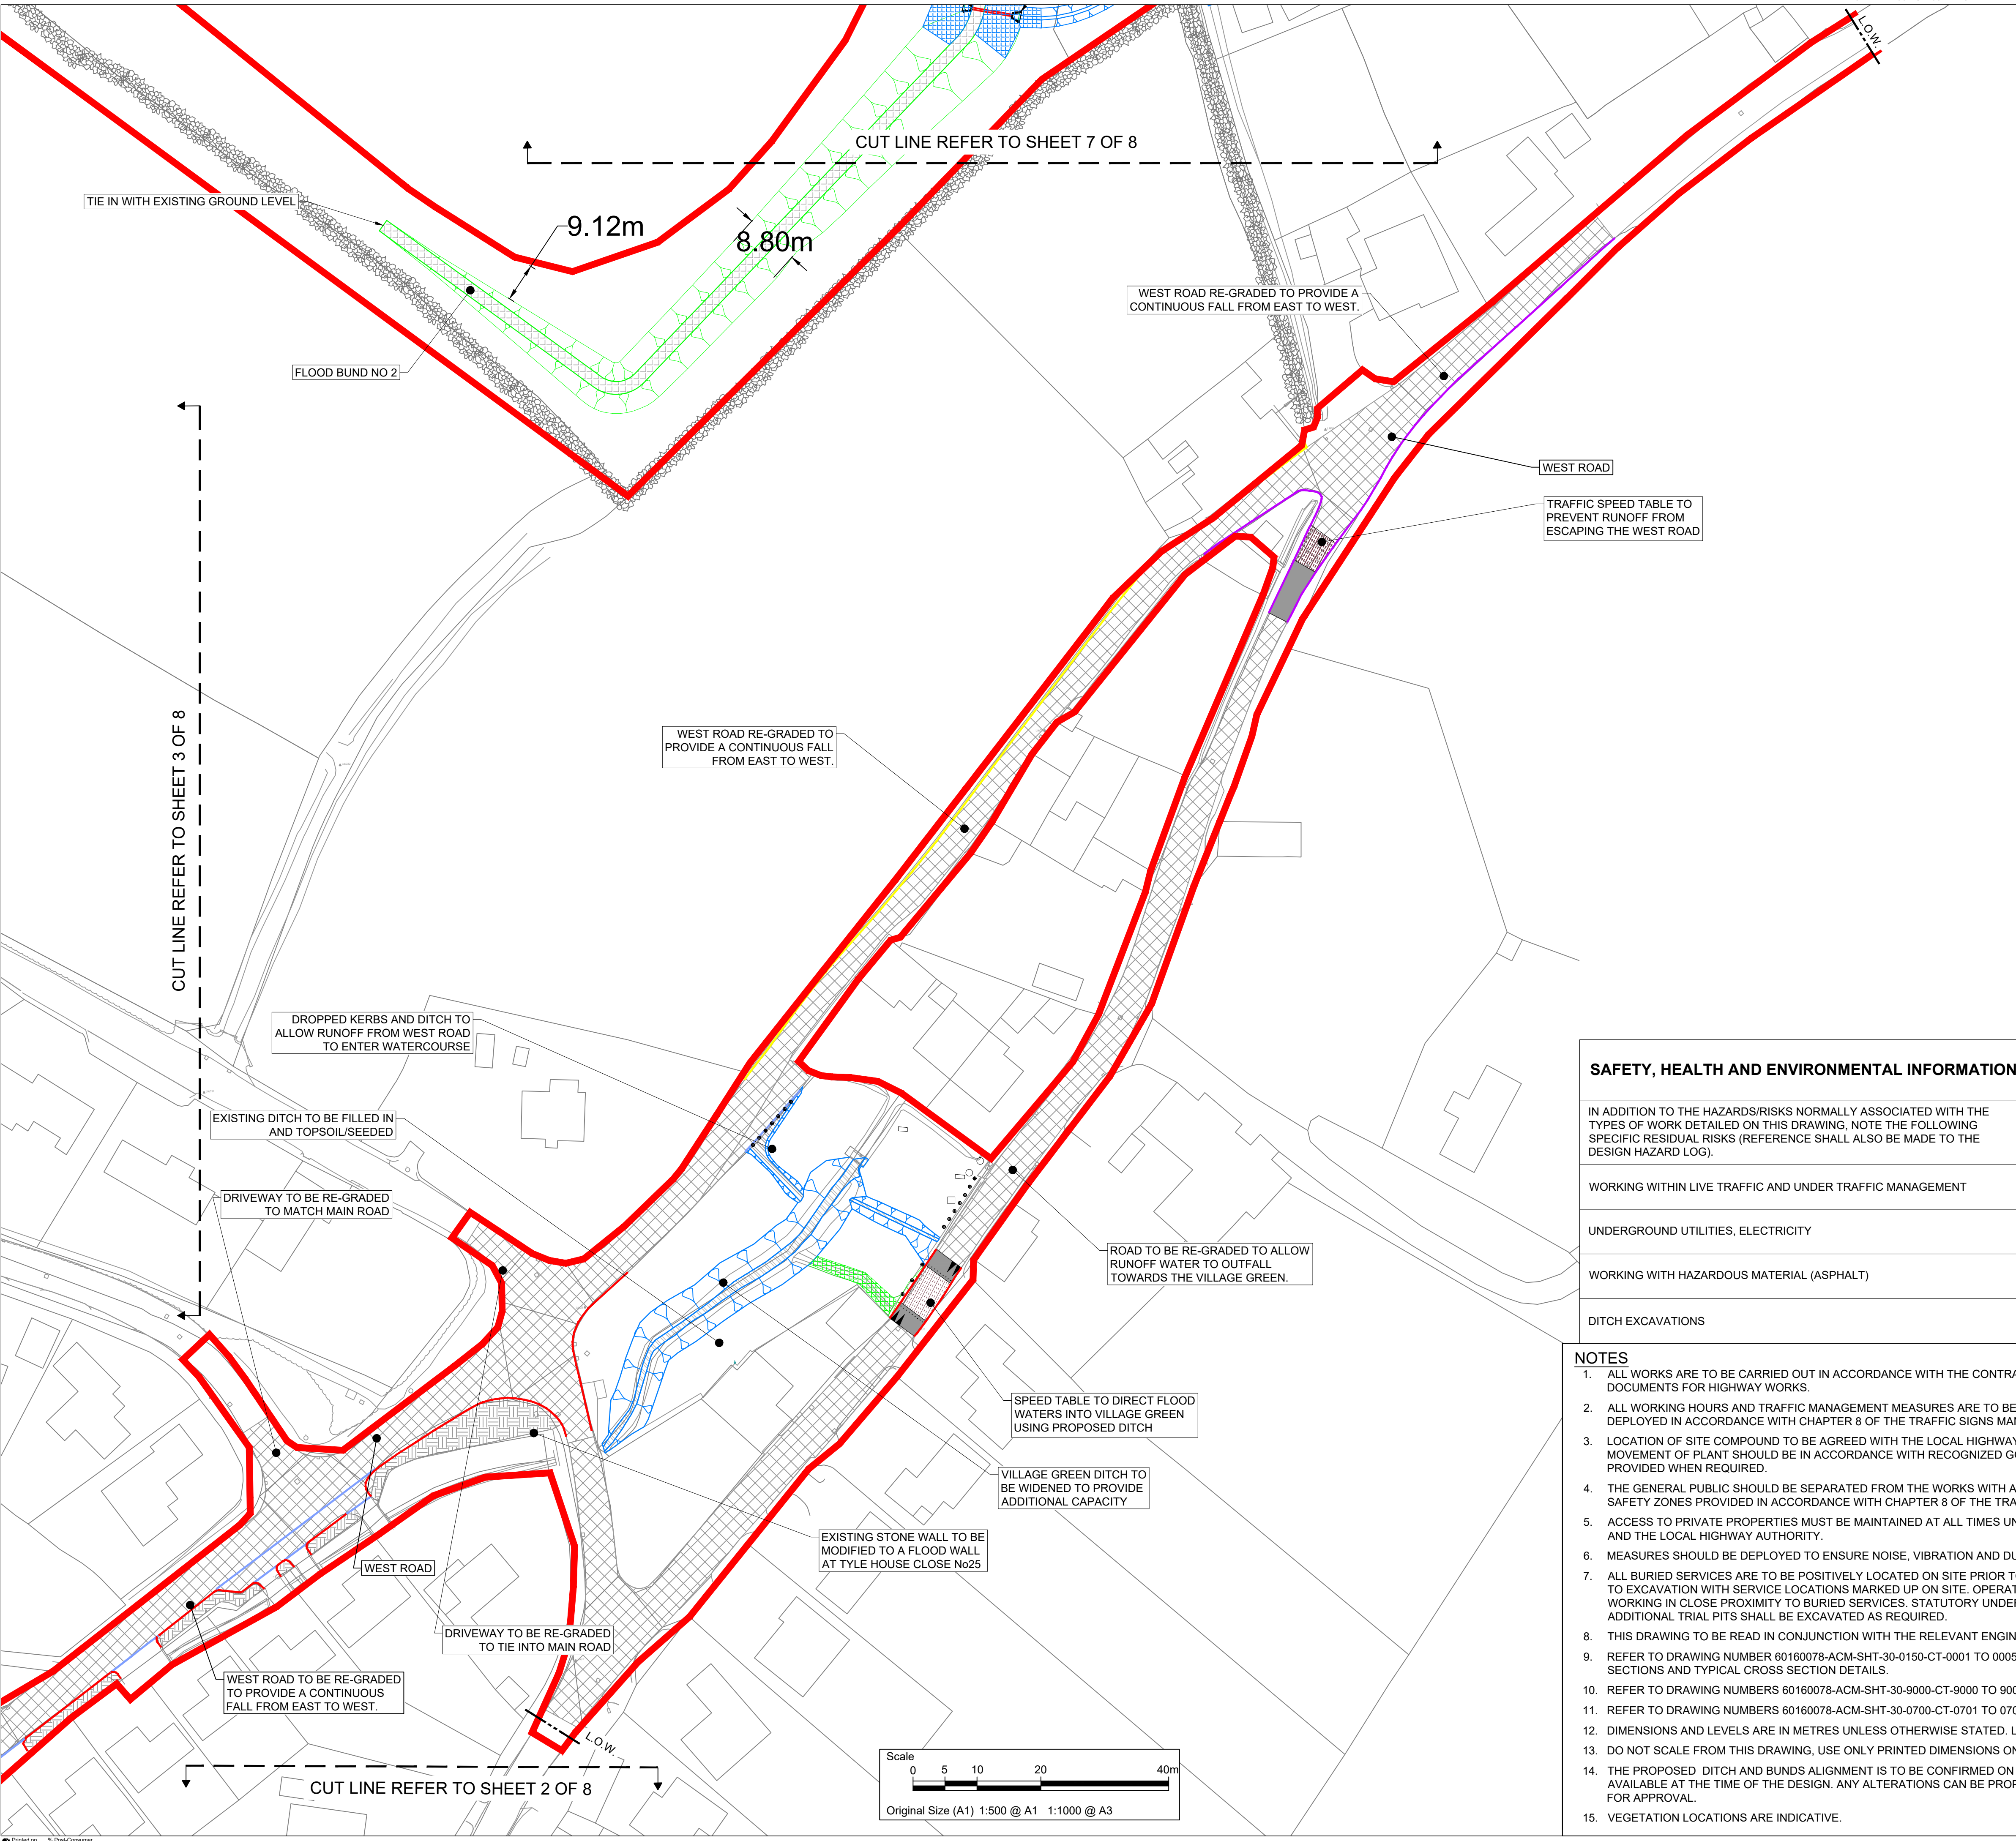 L.O.W.
CUT LINE REFER TO SHEET 7 OF 8
TIE IN WITH EXISTING GROUND LEVEL
9.12m
8.80m
WEST ROAD RE-GRADED TO PROVIDE A
CONTINUOUS FALL FROM EAST TO WEST.
FLOOD BUND NO 2
WEST ROAD
TRAFFIC SPEED TABLE TO
PREVENT RUNOFF FROM
ESCAPING THE WEST ROAD
CUT LINE REFER TO SHEET 3 OF 8
WEST ROAD RE-GRADED TO
PROVIDE A CONTINUOUS FALL
FROM EAST TO WEST.
DROPPED KERBS AND DITCH TO
ALLOW RUNOFF FROM WEST ROAD
TO ENTER WATERCOURSE
EXISTING DITCH TO BE FILLED IN
AND TOPSOIL/SEEDED
DRIVEWAY TO BE RE-GRADED
TO MATCH MAIN ROAD
ROAD TO BE RE-GRADED TO ALLOW
RUNOFF WATER TO OUTFALL
TOWARDS THE VILLAGE GREEN.
SPEED TABLE TO DIRECT FLOOD
WATERS INTO VILLAGE GREEN
USING PROPOSED DITCH
VILLAGE GREEN DITCH TO
BE WIDENED TO PROVIDE
ADDITIONAL CAPACITY
EXISTING STONE WALL TO BE
MODIFIED TO A FLOOD WALL
AT TYLE HOUSE CLOSE No25
WEST ROAD
DRIVEWAY TO BE RE-GRADED
TO TIE INTO MAIN ROAD
WEST ROAD TO BE RE-GRADED
TO PROVIDE A CONTINUOUS
FALL FROM EAST TO WEST.
L.O.W.
CUT LINE REFER TO SHEET 2 OF 8
Scale
0 5 10 20 40m
Original Size (A1) 1:500 @ A1 1:1000 @ A3
SAFETY, HEALTH AND ENVIRONMENTAL INFORMATION
IN ADDITION TO THE HAZARDS/RISKS NORMALLY ASSOCIATED WITH THE
TYPES OF WORK DETAILED ON THIS DRAWING, NOTE THE FOLLOWING
SPECIFIC RESIDUAL RISKS (REFERENCE SHALL ALSO BE MADE TO THE
DESIGN HAZARD LOG).
WORKING WITHIN LIVE TRAFFIC AND UNDER TRAFFIC MANAGEMENT
UNDERGROUND UTILITIES, ELECTRICITY
WORKING WITH HAZARDOUS MATERIAL (ASPHALT)
DITCH EXCAVATIONS
NOTES
1. ALL WORKS ARE TO BE CARRIED OUT IN ACCORDANCE WITH THE CONTRA
DOCUMENTS FOR HIGHWAY WORKS.
2. ALL WORKING HOURS AND TRAFFIC MANAGEMENT MEASURES ARE TO BE
DEPLOYED IN ACCORDANCE WITH CHAPTER 8 OF THE TRAFFIC SIGNS MAN
3. LOCATION OF SITE COMPOUND TO BE AGREED WITH THE LOCAL HIGHWAY
MOVEMENT OF PLANT SHOULD BE IN ACCORDANCE WITH RECOGNIZED GO
PROVIDED WHEN REQUIRED.
4. THE GENERAL PUBLIC SHOULD BE SEPARATED FROM THE WORKS WITH A
SAFETY ZONES PROVIDED IN ACCORDANCE WITH CHAPTER 8 OF THE TRA
5. ACCESS TO PRIVATE PROPERTIES MUST BE MAINTAINED AT ALL TIMES UN
AND THE LOCAL HIGHWAY AUTHORITY.
6. MEASURES SHOULD BE DEPLOYED TO ENSURE NOISE, VIBRATION AND DU
7. ALL BURIED SERVICES ARE TO BE POSITIVELY LOCATED ON SITE PRIOR TO
TO EXCAVATION WITH SERVICE LOCATIONS MARKED UP ON SITE. OPERAT
WORKING IN CLOSE PROXIMITY TO BURIED SERVICES. STATUTORY UNDER
ADDITIONAL TRIAL PITS SHALL BE EXCAVATED AS REQUIRED.
8. THIS DRAWING TO BE READ IN CONJUNCTION WITH THE RELEVANT ENGIN
9. REFER TO DRAWING NUMBER 60160078-ACM-SHT-30-0150-CT-0001 TO 0005
SECTIONS AND TYPICAL CROSS SECTION DETAILS.
10. REFER TO DRAWING NUMBERS 60160078-ACM-SHT-30-9000-CT-9000 TO 900
11. REFER TO DRAWING NUMBERS 60160078-ACM-SHT-30-0700-CT-0701 TO 070
12. DIMENSIONS AND LEVELS ARE IN METRES UNLESS OTHERWISE STATED. L
13. DO NOT SCALE FROM THIS DRAWING, USE ONLY PRINTED DIMENSIONS ON
14. THE PROPOSED DITCH AND BUNDS ALIGNMENT IS TO BE CONFIRMED ON
AVAILABLE AT THE TIME OF THE DESIGN. ANY ALTERATIONS CAN BE PROP
FOR APPROVAL.
15. VEGETATION LOCATIONS ARE INDICATIVE.
Printed on % Post-Consumer